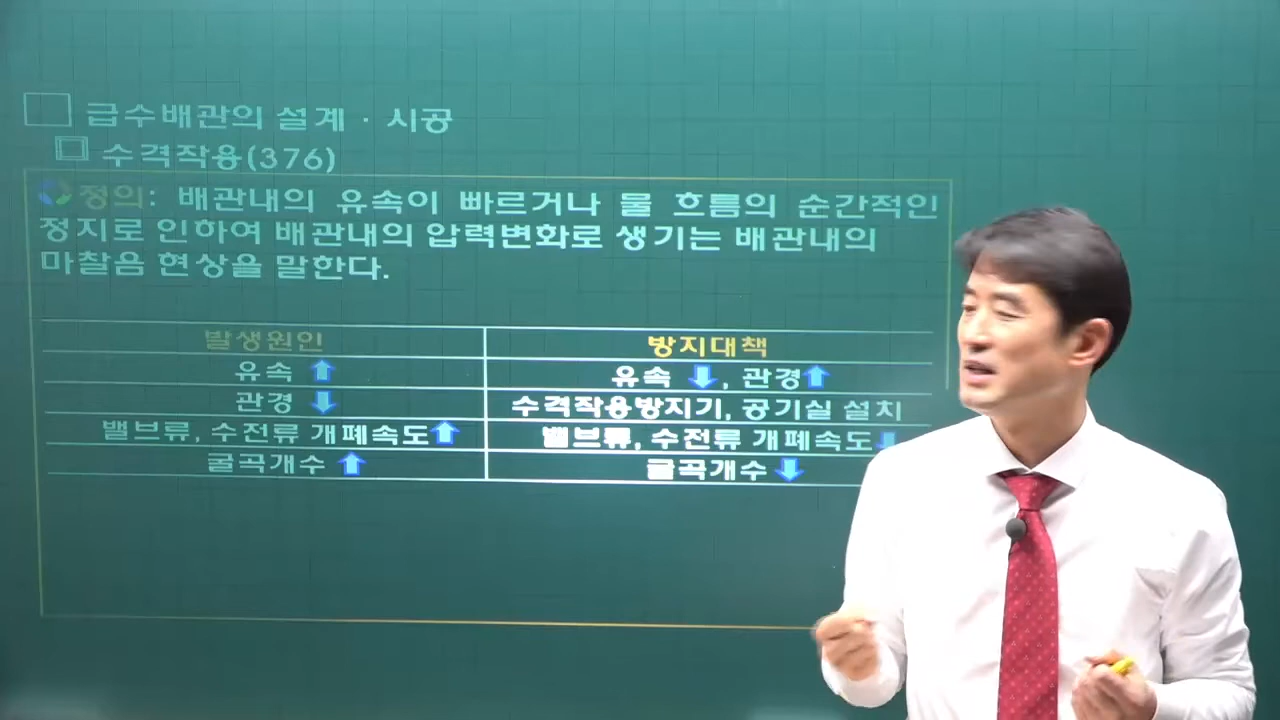 급수배관의 설계 · 시공
수격작용(376)
정의: 배관내의 유속이 빠르거나 물 흐름의 순간적인
정지로 인하여 배관내의 압력변화로 생기는 배관내의
마찰음 현상을 말한다.
발생원인 방지대책
유속 ⬆ 유속 ⬇, 관경⬆
관경 ⬇ 수격작용방지기, 공기실 설치
밸브류, 수전류 개폐속도⬆ 밸브류, 수전류 개폐속도⬇
굴곡개수 ⬆ 굴곡개수 ⬇